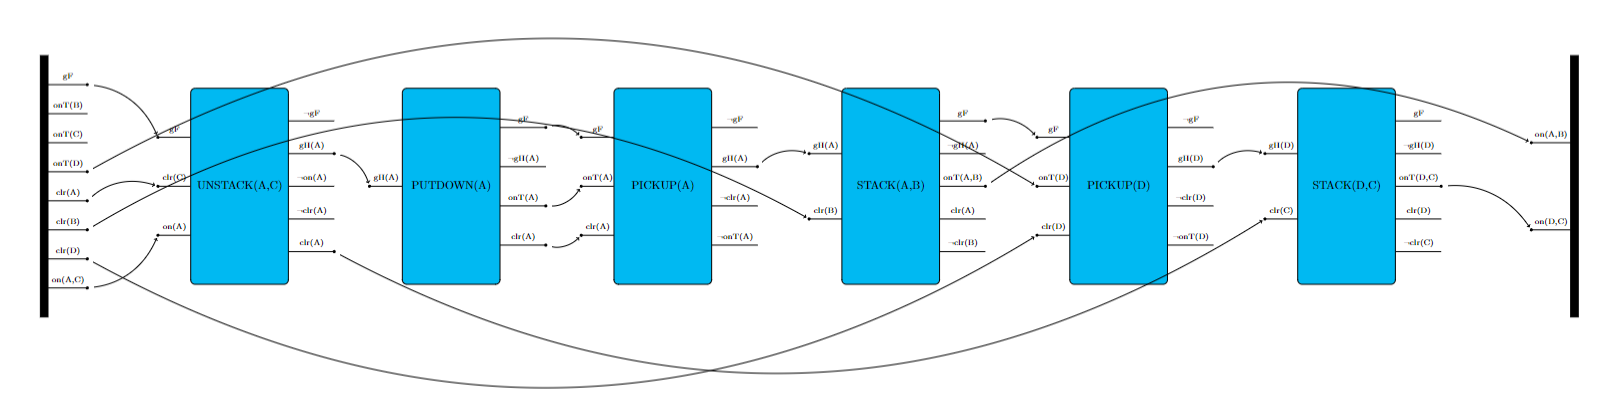 gF
onT(B)
onT(C)
onT(D)
clr(A)
clr(B)
clr(D)
on(A,C)
gF
clr(C)
on(A)
UNSTACK(A,C)
¬gF
gH(A)
¬on(A)
¬clr(A)
clr(A)
gH(A)
PUTDOWN(A)
gF
¬gH(A)
onT(A)
clr(A)
gF
onT(A)
clr(A)
PICKUP(A)
¬gF
gH(A)
¬clr(A)
¬onT(A)
gH(A)
clr(B)
STACK(A,B)
gF
¬gH(A)
onT(A,B)
clr(A)
¬clr(B)
gF
onT(D)
clr(D)
PICKUP(D)
¬gF
gH(D)
¬clr(D)
¬onT(D)
gH(D)
clr(C)
STACK(D,C)
gF
¬gH(D)
onT(D,C)
clr(D)
¬clr(C)
on(A,B)
on(D,C)